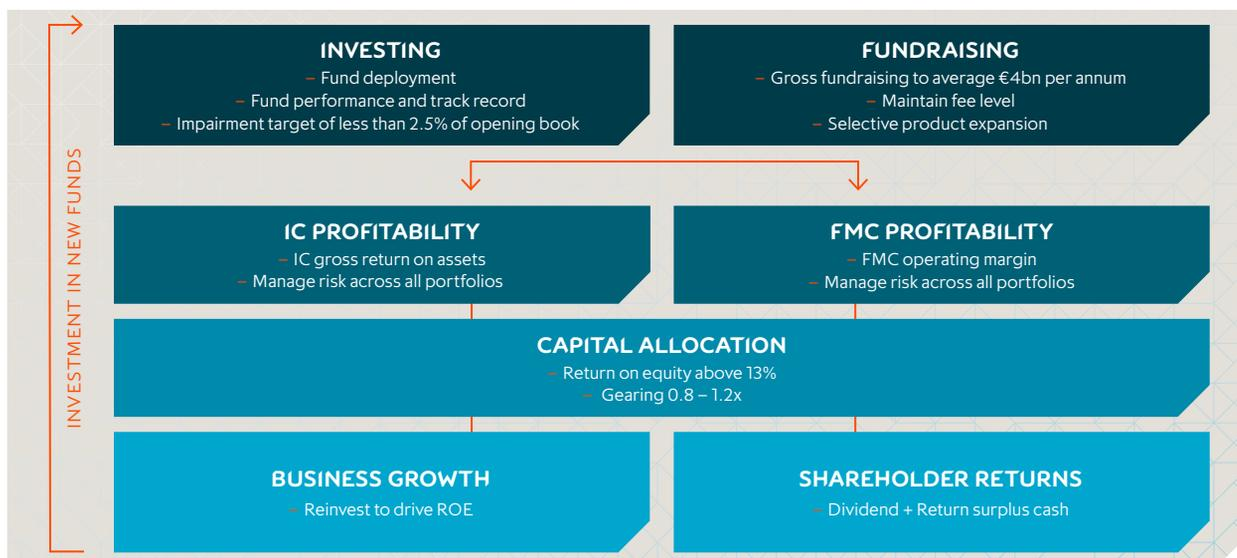 INVESTMENT IN NEW FUNDS
INVESTING
– Fund deployment
– Fund performance and track record
– Impairment target of less than 2.5% of opening book
FUNDRAISING
– Gross fundraising to average €4bn per annum
– Maintain fee level
– Selective product expansion
IC PROFITABILITY
– IC gross return on assets
– Manage risk across all portfolios
FMC PROFITABILITY
– FMC operating margin
– Manage risk across all portfolios
CAPITAL ALLOCATION
– Return on equity above 13%
– Gearing 0.8 – 1.2x
BUSINESS GROWTH
– Reinvest to drive ROE
SHAREHOLDER RETURNS
– Dividend + Return surplus cash